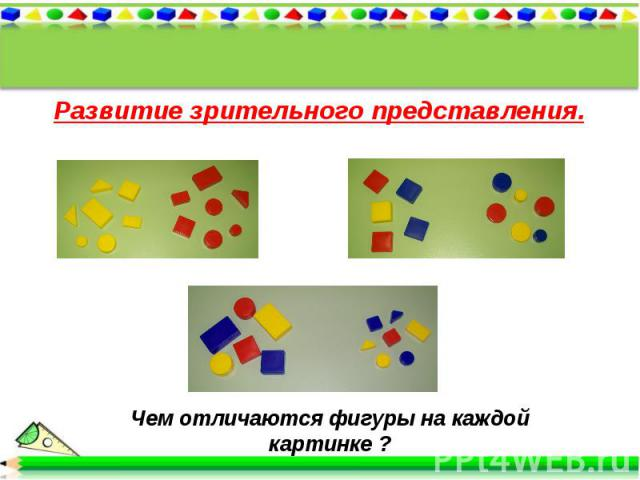 Развитие зрительного представления.
Чем отличаются фигуры на каждой
картинке ?
PPt4WEB.ru